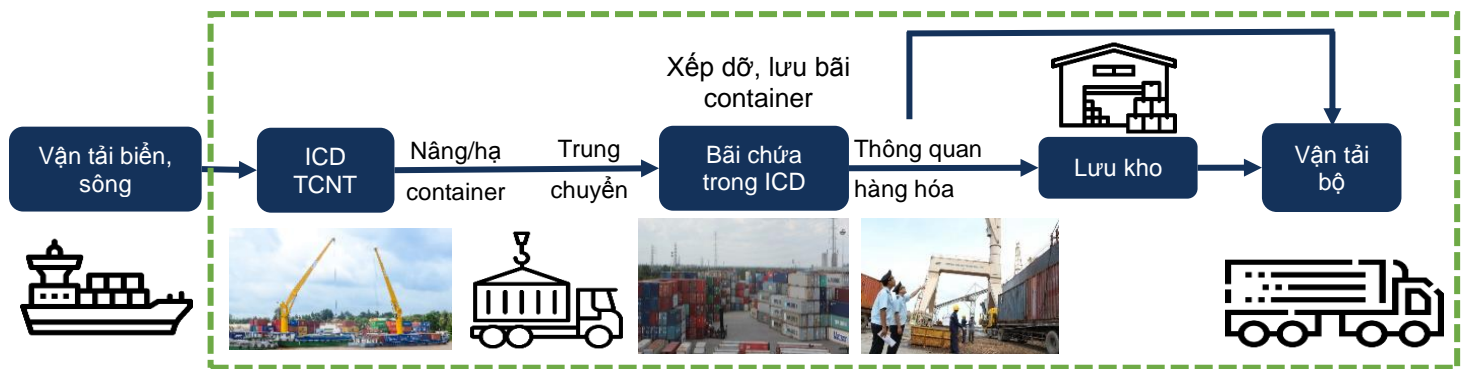 Xếp dỡ, lưu bãi
container
Vận tải biển,
sông
ICD
TCNT
Nâng/hạ
container
Trung
chuyển
Bãi chứa
trong ICD
Thông quan
hàng hóa
Lưu kho
Vận tải
bộ